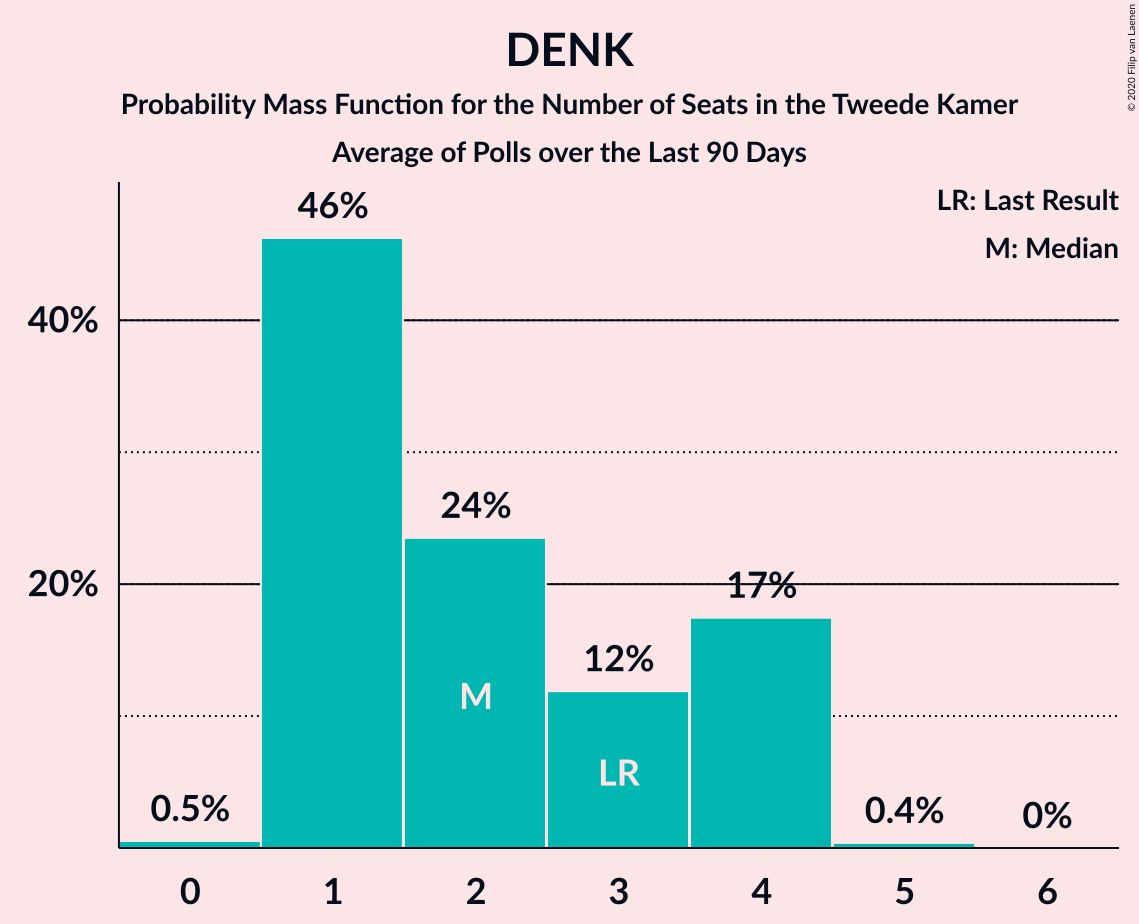 DENK
Probability Mass Function for the Number of Seats in the Tweede Kamer
Average of Polls over the Last 90 Days
© 2020 Filip van Laenen
LR: Last Result
M: Median
46%
40%
24%
20%
17%
12%
M
LR
0.5%
0.4%
0%
0 1 2 3 4 5 6